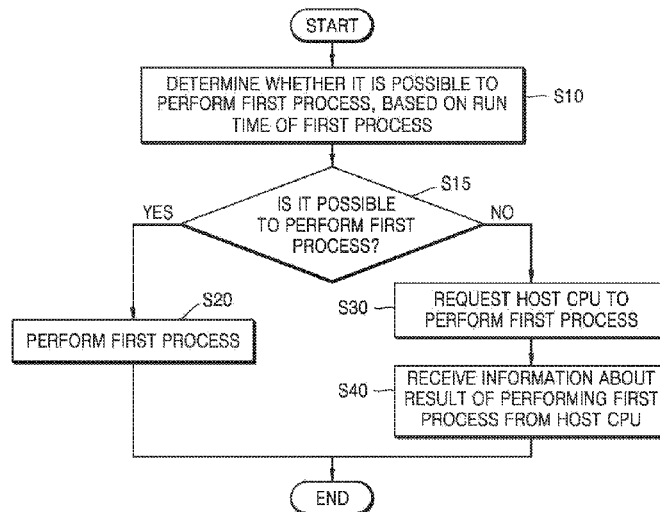 START
DETERMINE WHETHER IT IS POSSIBLE TO
PERFORM FIRST PROCESS, BASED ON RUN
TIME OF FIRST PROCESS
S10
S15
IS IT POSSIBLE
TO PERFORM FIRST
PROCESS?
YES
NO
S20
PERFORM FIRST PROCESS
S30
REQUEST HOST CPU TO
PERFORM FIRST PROCESS
S40
RECEIVE INFORMATION ABOUT
RESULT OF PERFORMING FIRST
PROCESS FROM HOST CPU
END